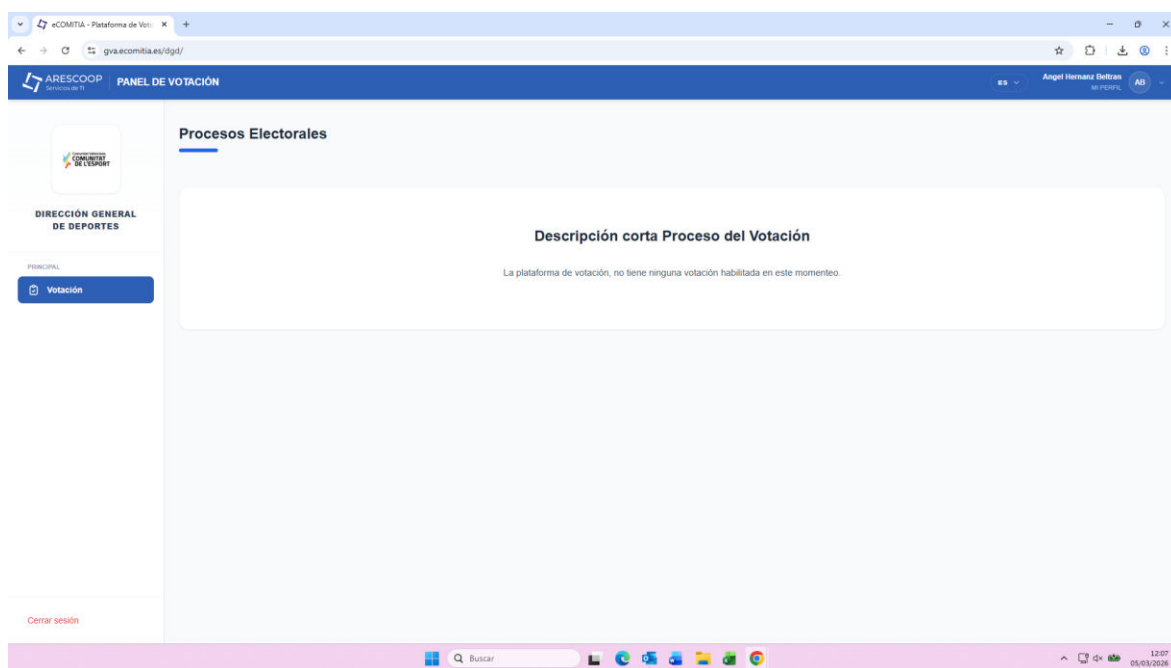 eCOMITIA - Plataforma de Vot
gva.ecomitia.es/dgd/
ARESCOOP
Servicios de TI
PANEL DE VOTACIÓN
ES
Angel Hernanz Beltran
MI PERFIL
AB
COMUNITAT
DE L'ESPORT
DIRECCIÓN GENERAL
DE DEPORTES
PRINCIPAL
Votación
Procesos Electorales
Descripción corta Proceso del Votación
La plataforma de votación, no tiene ninguna votación habilitada en este momenteo.
Cerrar sesión
Buscar
12:07
05/03/2026